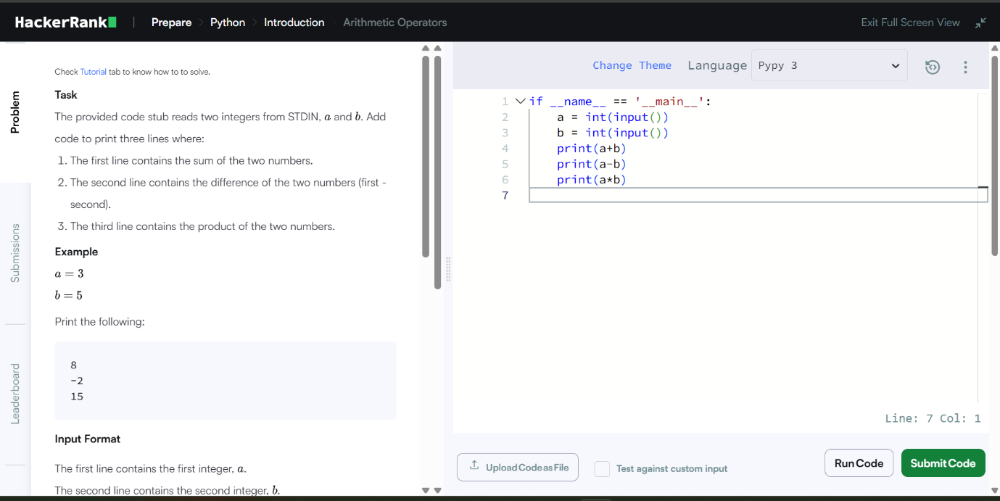 HackerRank | Prepare > Python > Introduction > Arithmetic Operators
Exit Full Screen View
Problem
Submissions
Leaderboard
Check Tutorial tab to know how to to solve.
Task
The provided code stub reads two integers from STDIN, a and b. Add
code to print three lines where:
1. The first line contains the sum of the two numbers.
2. The second line contains the difference of the two numbers (first -
second).
3. The third line contains the product of the two numbers.
Example
a = 3
b = 5
Print the following:
8
-2
15
Input Format
The first line contains the first integer, a.
The second line contains the second integer, b.
Change Theme Language Pypy 3
1 if __name__ == '__main__':
2     a = int(input())
3     b = int(input())
4     print(a+b)
5     print(a-b)
6     print(a*b)
7
Line: 7 Col: 1
Upload Code as File
Test against custom input
Run Code
Submit Code